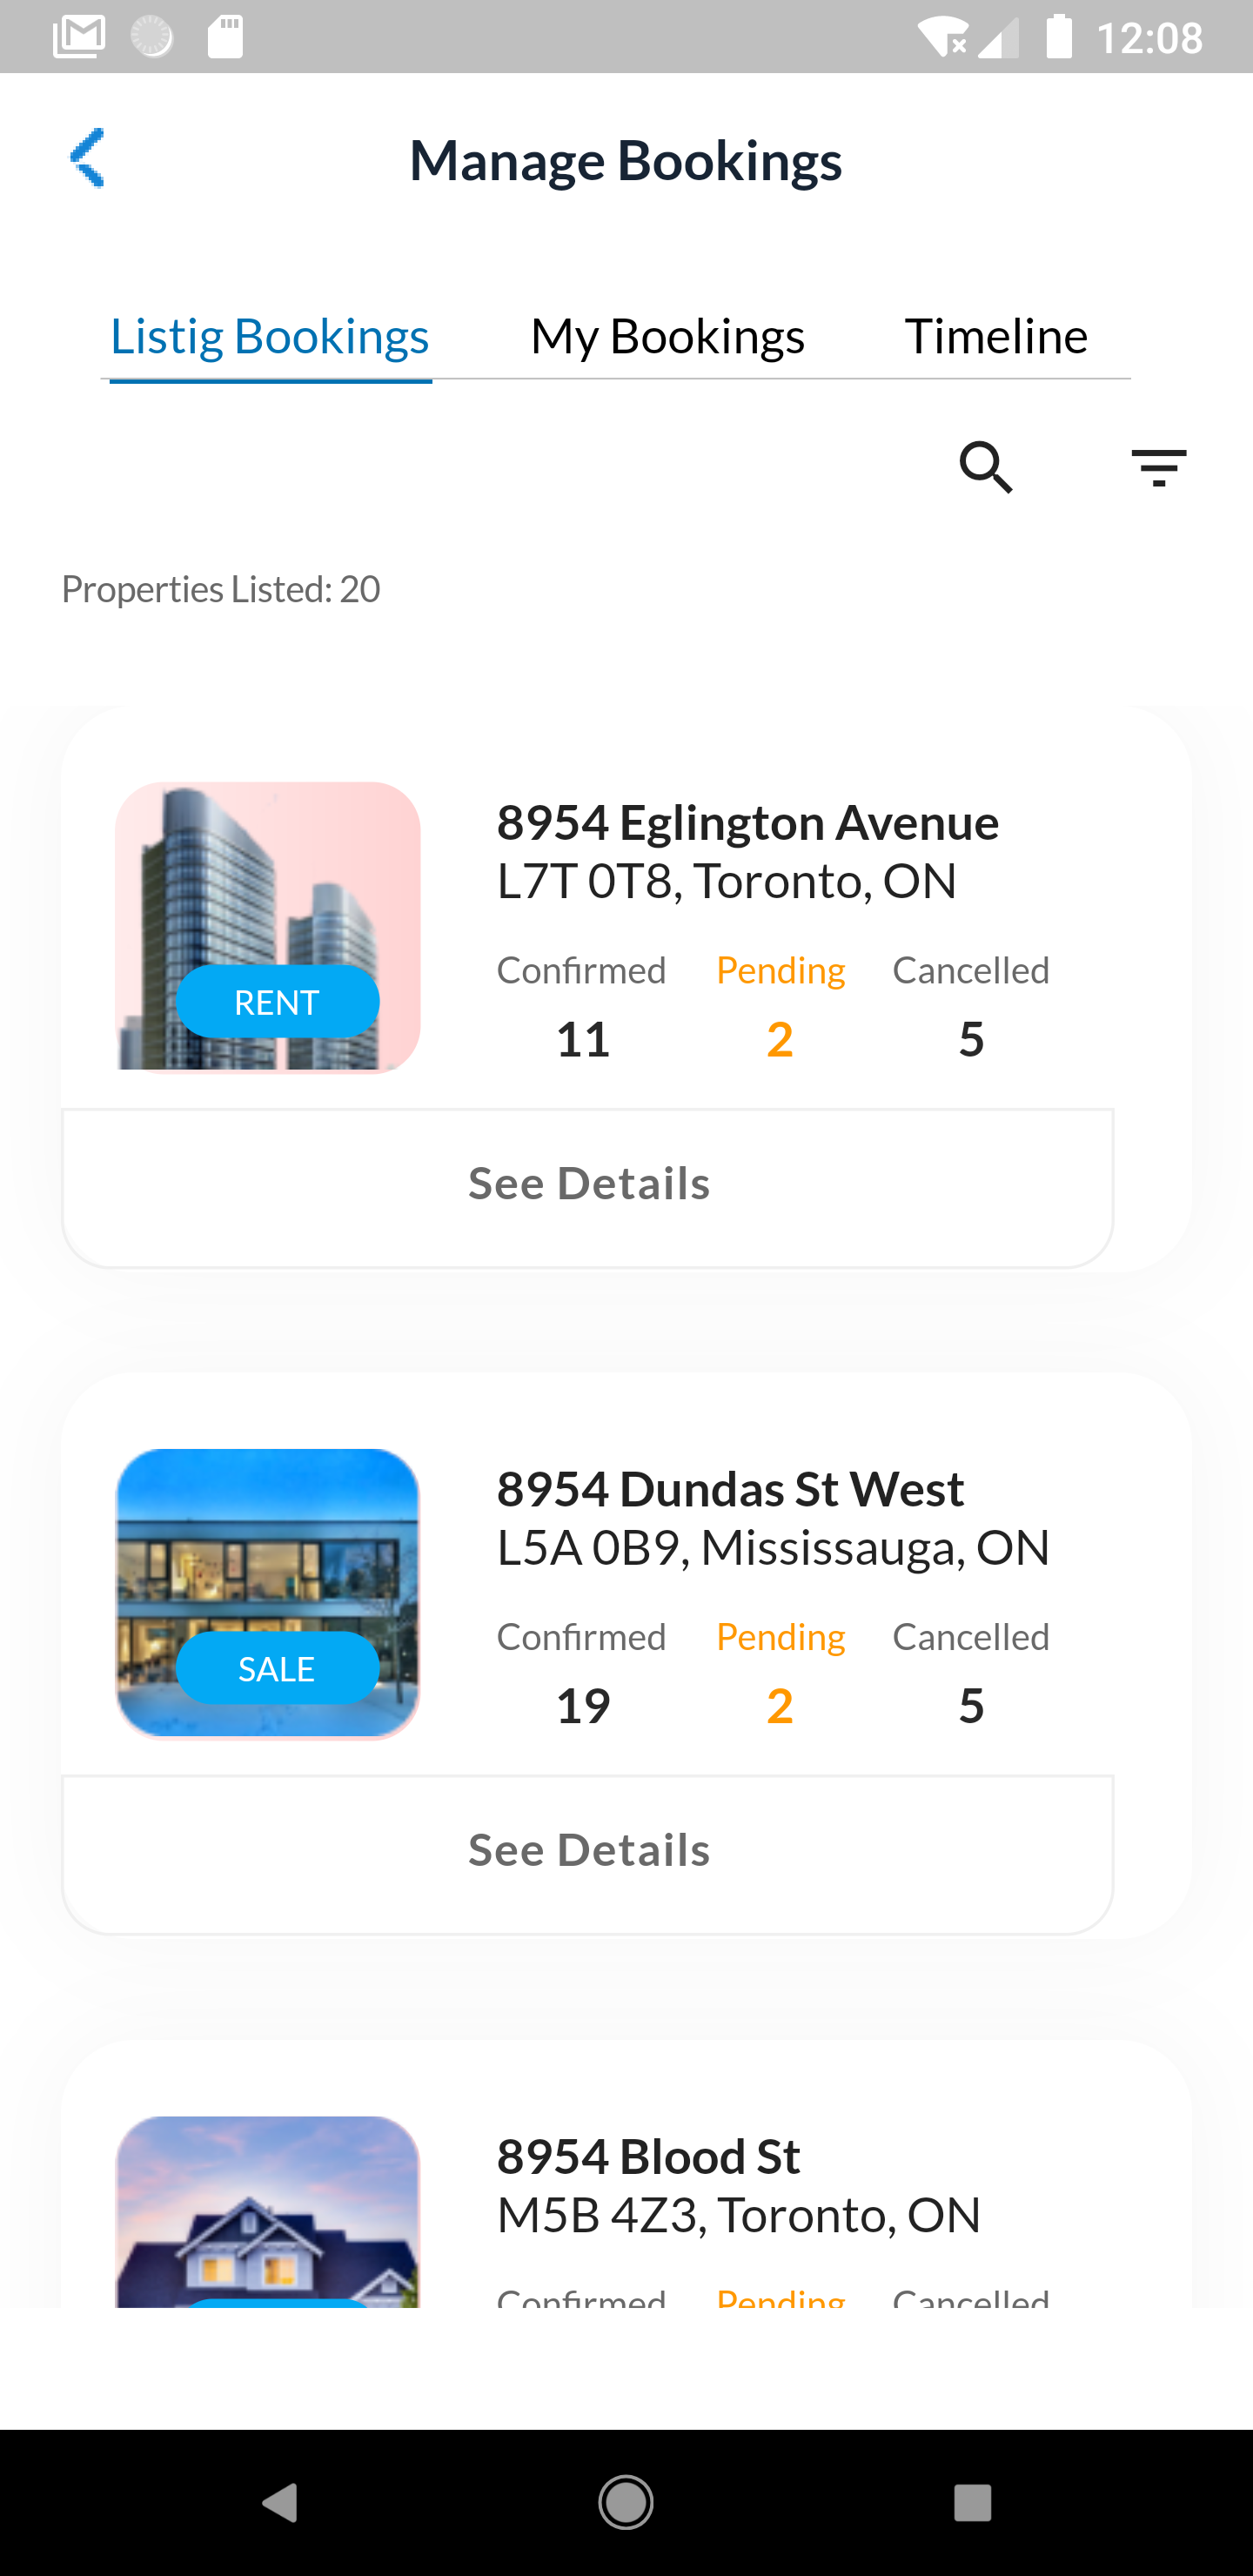 12:08
Manage Bookings
Listig Bookings My Bookings Timeline
Properties Listed: 20
8954 Eglington Avenue
L7T 0T8, Toronto, ON
Confirmed Pending Cancelled
RENT
11 2 5
See Details
8954 Dundas St West
L5A 0B9, Mississauga, ON
Confirmed Pending Cancelled
SALE
19 2 5
See Details
8954 Blood St
M5B 4Z3, Toronto, ON
Confirmed Pending Cancelled